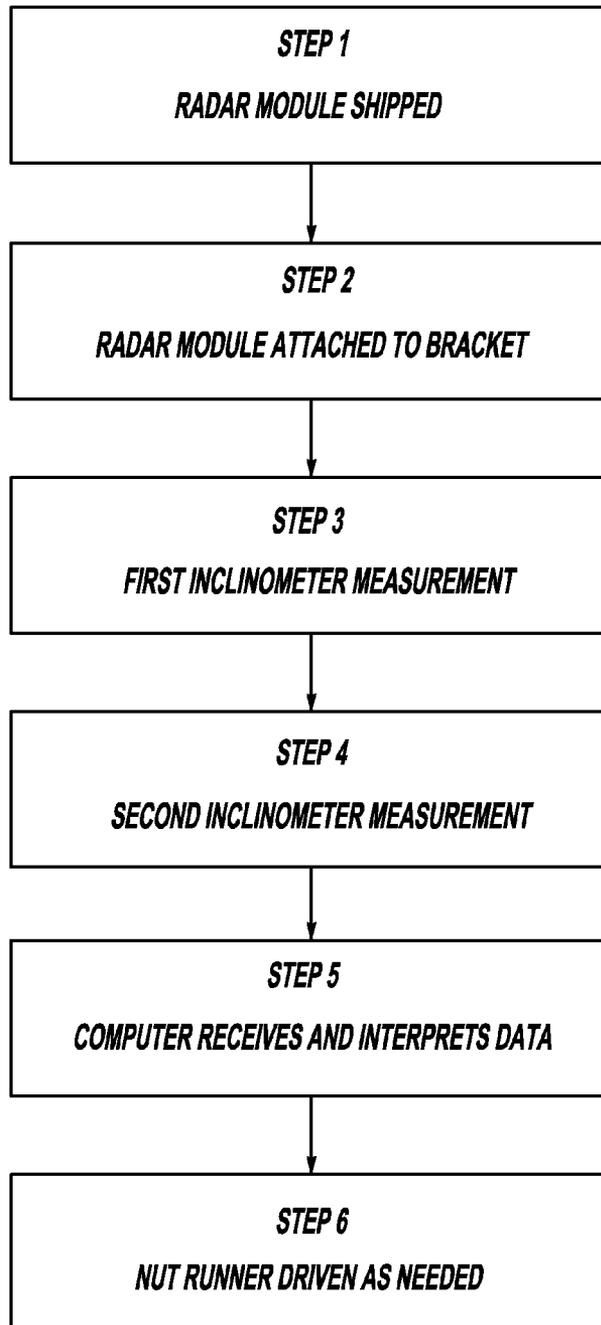 STEP 1
RADAR MODULE SHIPPED
STEP 2
RADAR MODULE ATTACHED TO BRACKET
STEP 3
FIRST INCLINOMETER MEASUREMENT
STEP 4
SECOND INCLINOMETER MEASUREMENT
STEP 5
COMPUTER RECEIVES AND INTERPRETS DATA
STEP 6
NUT RUNNER DRIVEN AS NEEDED